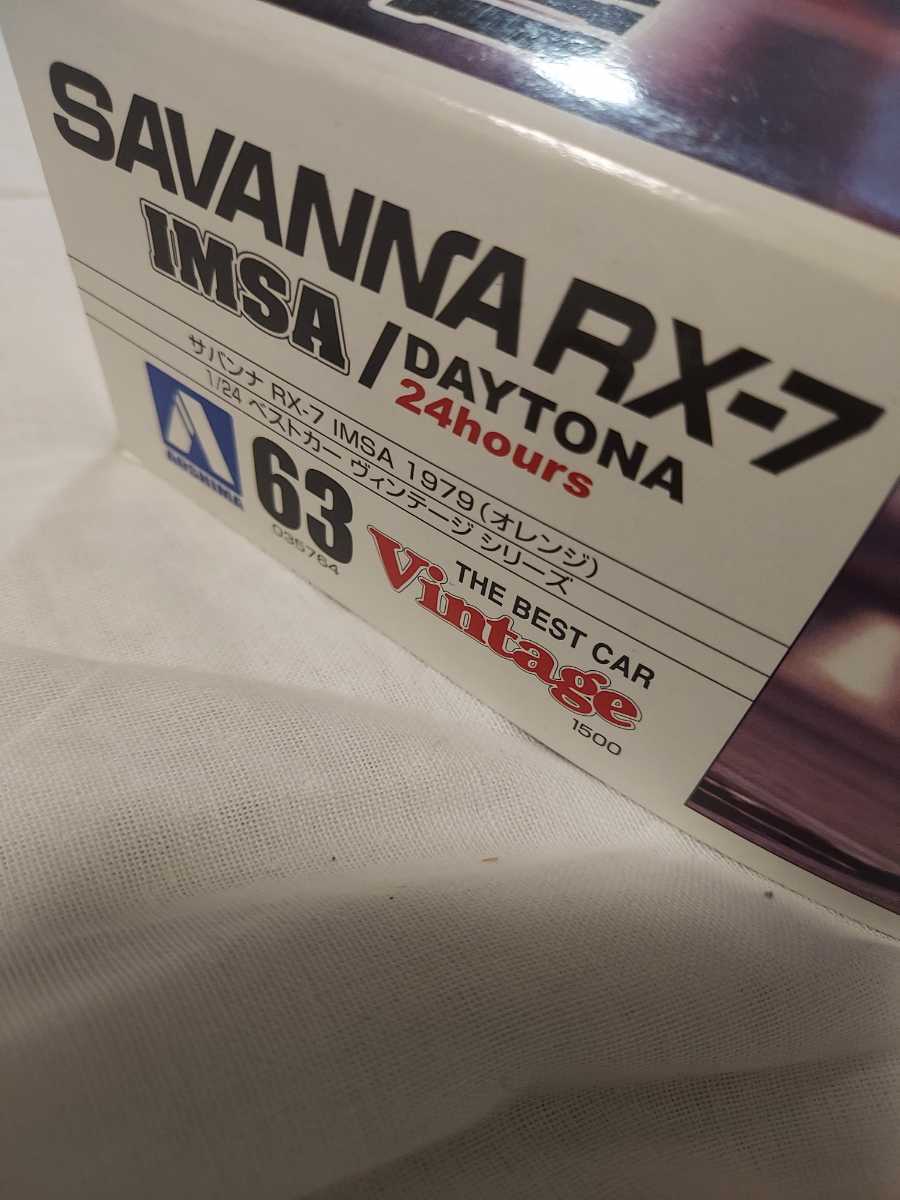 SAVANNA RX-7
IMSA / DAYTONA
24hours
サバンナ RX-7 IMSA 1979 (オレンジ)
1/24 ベストカー ヴィンテージ シリーズ
AOSHIMA
63
035764
THE BEST CAR
Vintage
1500